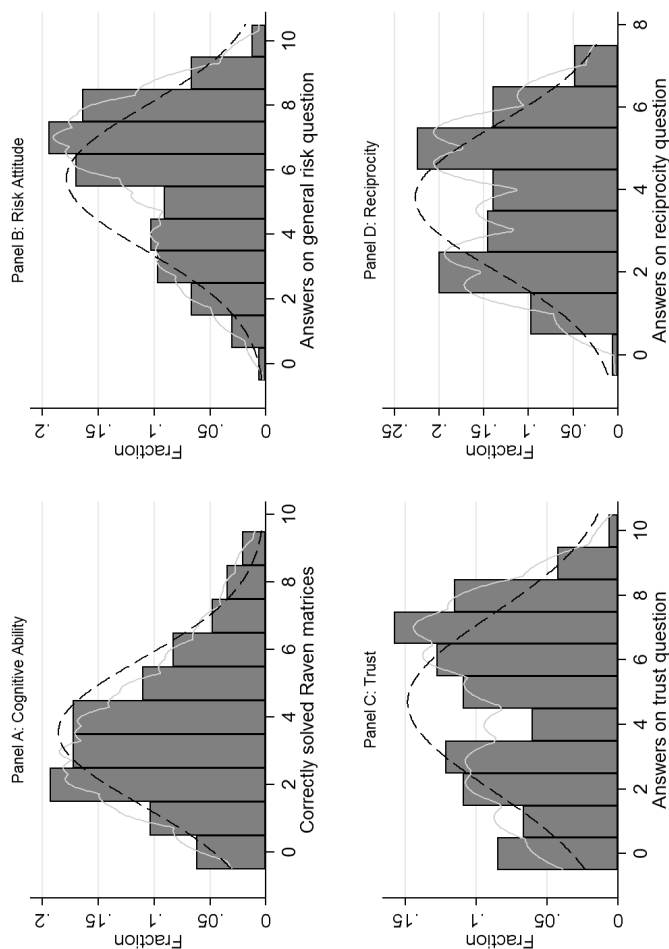 Panel A: Cognitive Ability
Fraction
0 .05 .1 .15 .2
0 2 4 6 8 10
Correctly solved Raven matrices
Panel B: Risk Attitude
Fraction
0 .05 .1 .15 .2
0 2 4 6 8 10
Answers on general risk question
Panel C: Trust
Fraction
0 .05 .1 .15
0 2 4 6 8 10
Answers on trust question
Panel D: Reciprocity
Fraction
0 .05 .1 .15 .2 .25
0 2 4 6 8
Answers on reciprocity question